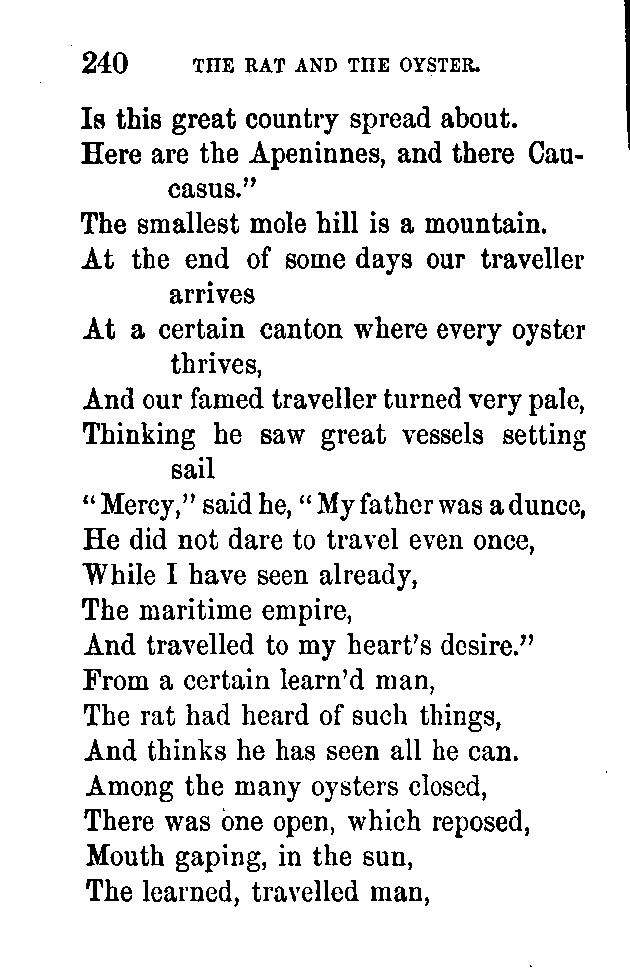 240 THE RAT AND THE OYSTER.
Is this great country spread about.
Here are the Apeninnes, and there Cau-
casus."
The smallest mole hill is a mountain.
At the end of some days our traveller
arrives
At a certain canton where every oyster
thrives,
And our famed traveller turned very pale,
Thinking he saw great vessels setting
sail
"Mercy," said he, "My father was a dunce,
He did not dare to travel even once,
While I have seen already,
The maritime empire,
And travelled to my heart's desire."
From a certain learn'd man,
The rat had heard of such things,
And thinks he has seen all he can.
Among the many oysters closed,
There was one open, which reposed,
Mouth gaping, in the sun,
The learned, travelled man,